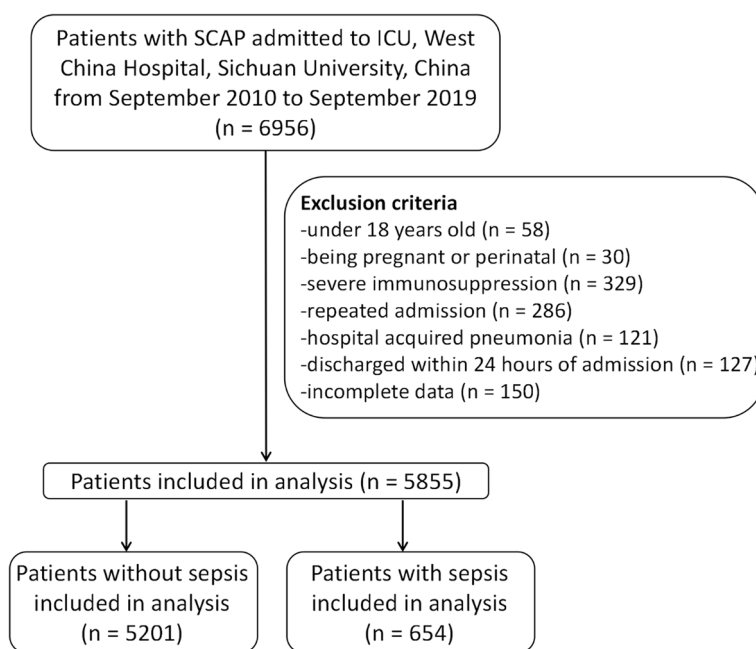 Patients with SCAP admitted to ICU, West
China Hospital, Sichuan University, China
from September 2010 to September 2019
(n = 6956)
Exclusion criteria
-under 18 years old (n = 58)
-being pregnant or perinatal (n = 30)
-severe immunosuppression (n = 329)
-repeated admission (n = 286)
-hospital acquired pneumonia (n = 121)
-discharged within 24 hours of admission (n = 127)
-incomplete data (n = 150)
Patients included in analysis (n = 5855)
Patients without sepsis
included in analysis
(n = 5201)
Patients with sepsis
included in analysis
(n = 654)